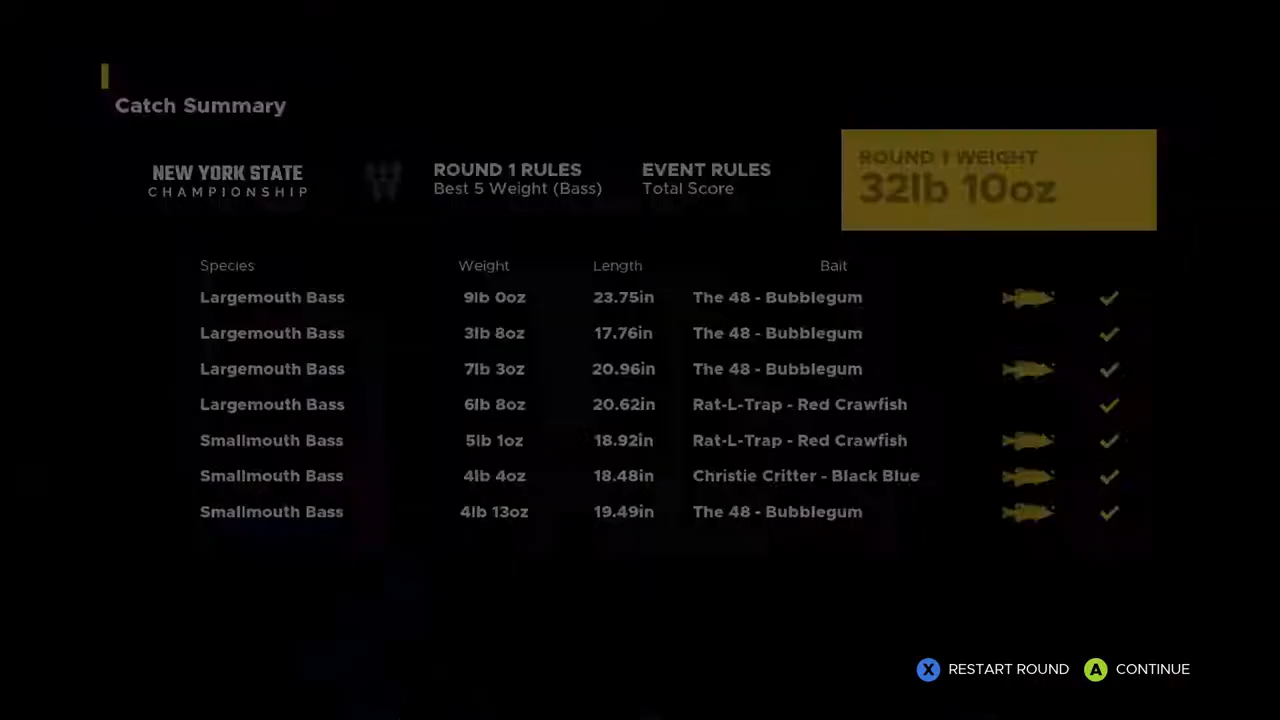 Catch Summary
NEW YORK STATE
CHAMPIONSHIP
ROUND 1 RULES
Best 5 Weight (Bass)
EVENT RULES
Total Score
ROUND 1 WEIGHT
32lb 10oz
Species Weight Length Bait
Largemouth Bass 9lb 0oz 23.75in The 48 - Bubblegum
Largemouth Bass 3lb 8oz 17.76in The 48 - Bubblegum
Largemouth Bass 7lb 3oz 20.96in The 48 - Bubblegum
Largemouth Bass 6lb 8oz 20.62in Rat-L-Trap - Red Crawfish
Smallmouth Bass 5lb 1oz 18.92in Rat-L-Trap - Red Crawfish
Smallmouth Bass 4lb 4oz 18.48in Christie Critter - Black Blue
Smallmouth Bass 4lb 13oz 19.49in The 48 - Bubblegum
X RESTART ROUND A CONTINUE